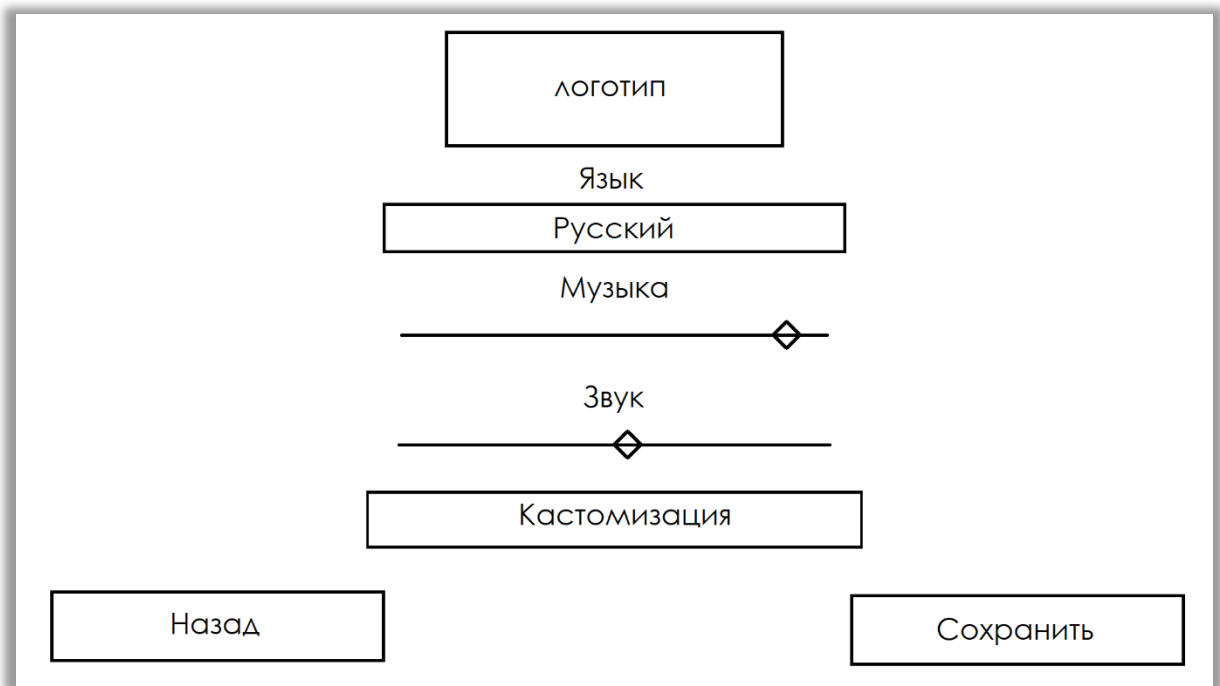 логотип
Язык
Русский
Музыка
Звук
Кастомизация
Назад
Сохранить